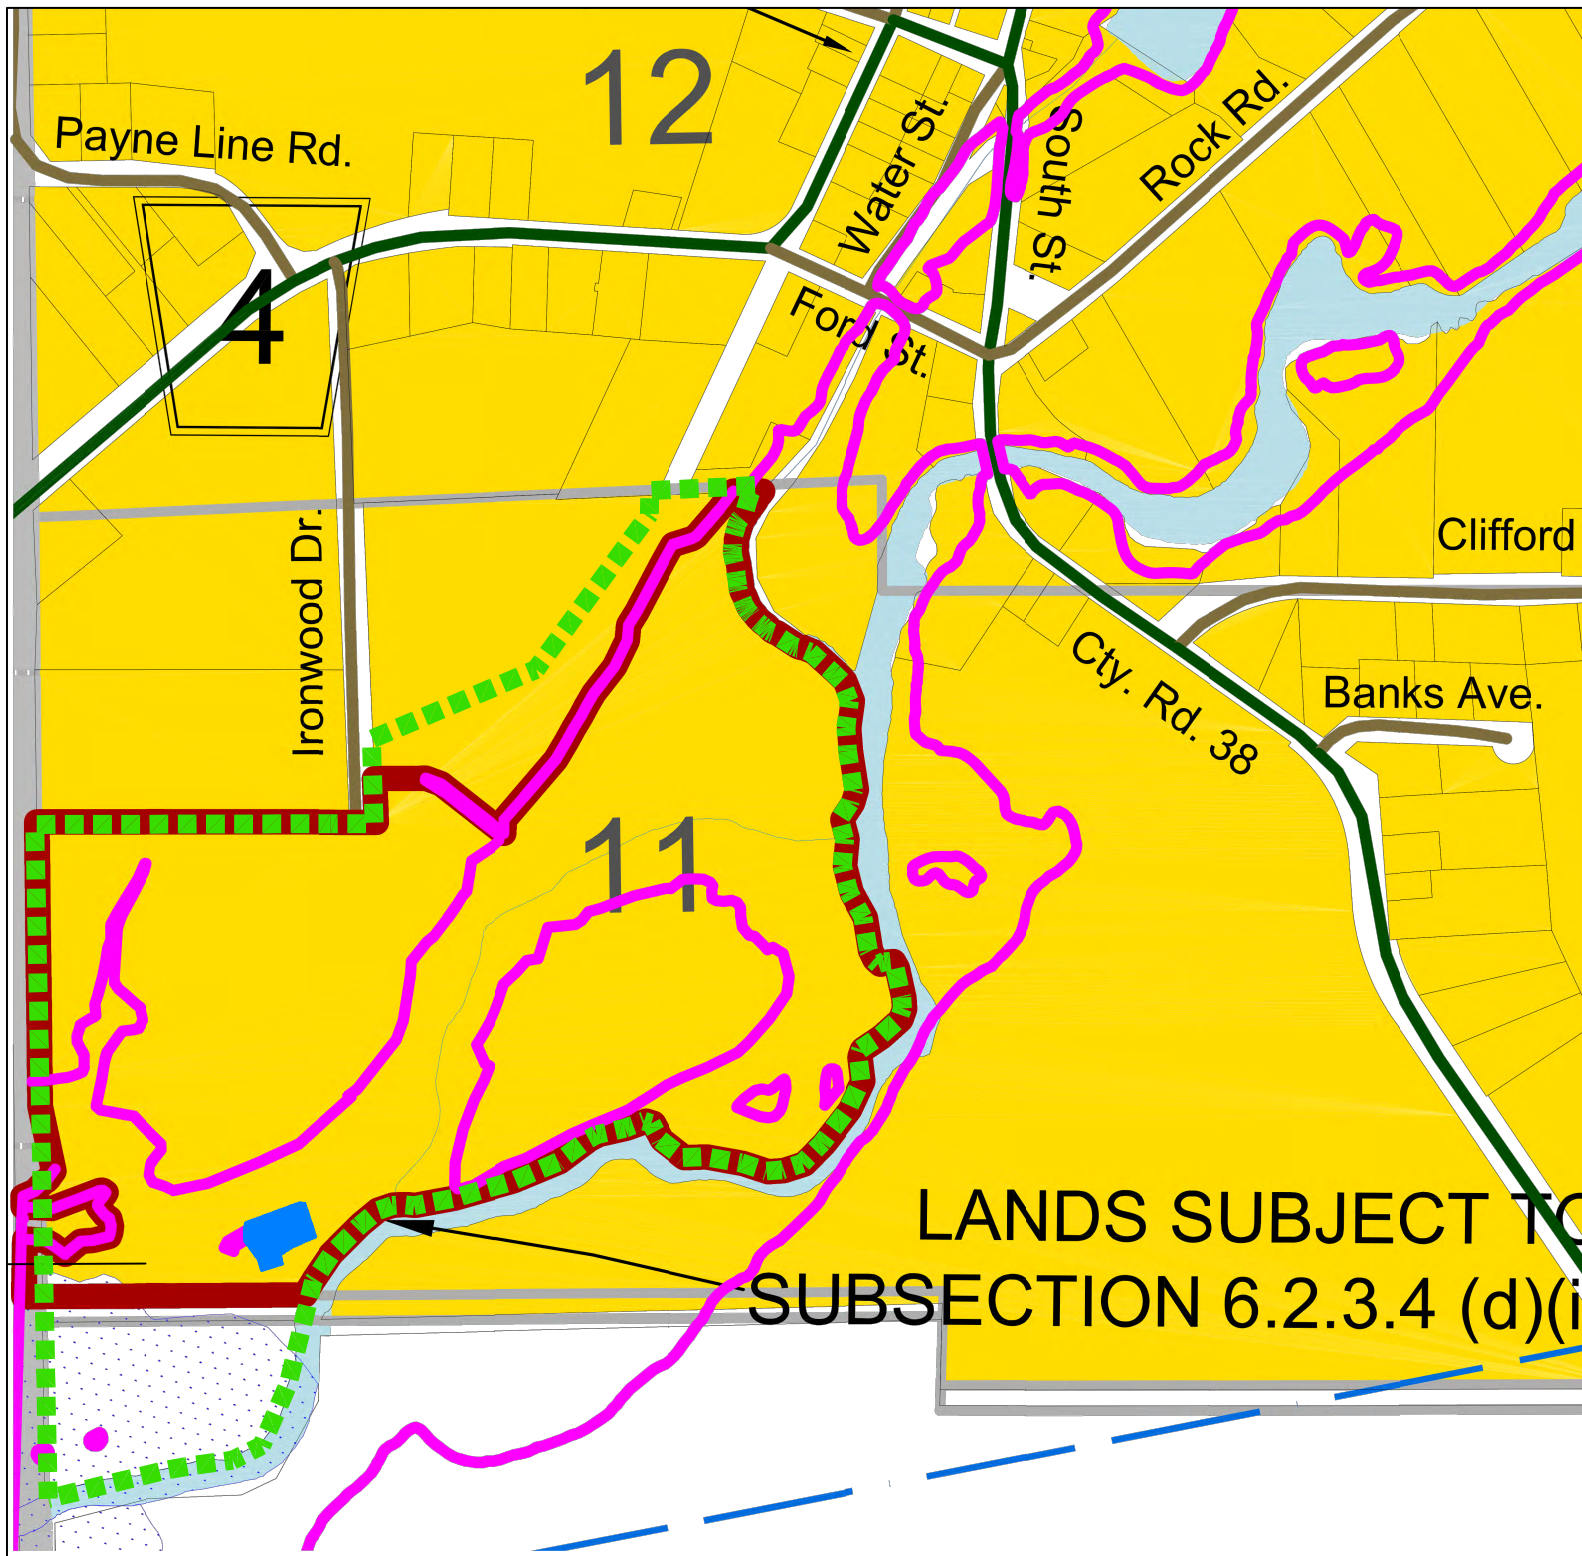 12
Payne Line Rd.
Water St.
South St.
Rock Rd.
4
Ford St.
Ironwood Dr.
Clifford
Cty. Rd. 38
Banks Ave.
11
LANDS SUBJECT TO
SUBSECTION 6.2.3.4 (d)(i